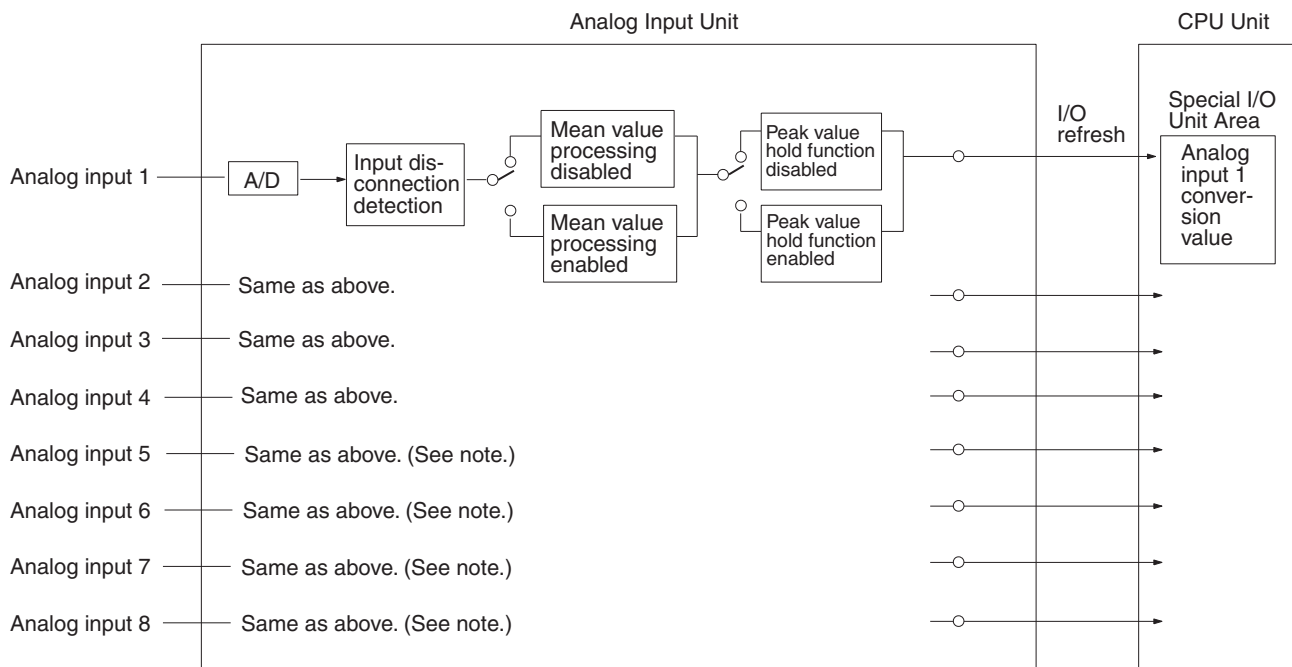 Analog Input Unit
CPU Unit
I/O
refresh
Special I/O
Unit Area
Analog input 1
A/D
Input dis-
connection
detection
Mean value
processing
disabled
Mean value
processing
enabled
Peak value
hold function
disabled
Peak value
hold function
enabled
Analog
input 1
conver-
sion
value
Analog input 2
Same as above.
Analog input 3
Same as above.
Analog input 4
Same as above.
Analog input 5
Same as above. (See note.)
Analog input 6
Same as above. (See note.)
Analog input 7
Same as above. (See note.)
Analog input 8
Same as above. (See note.)